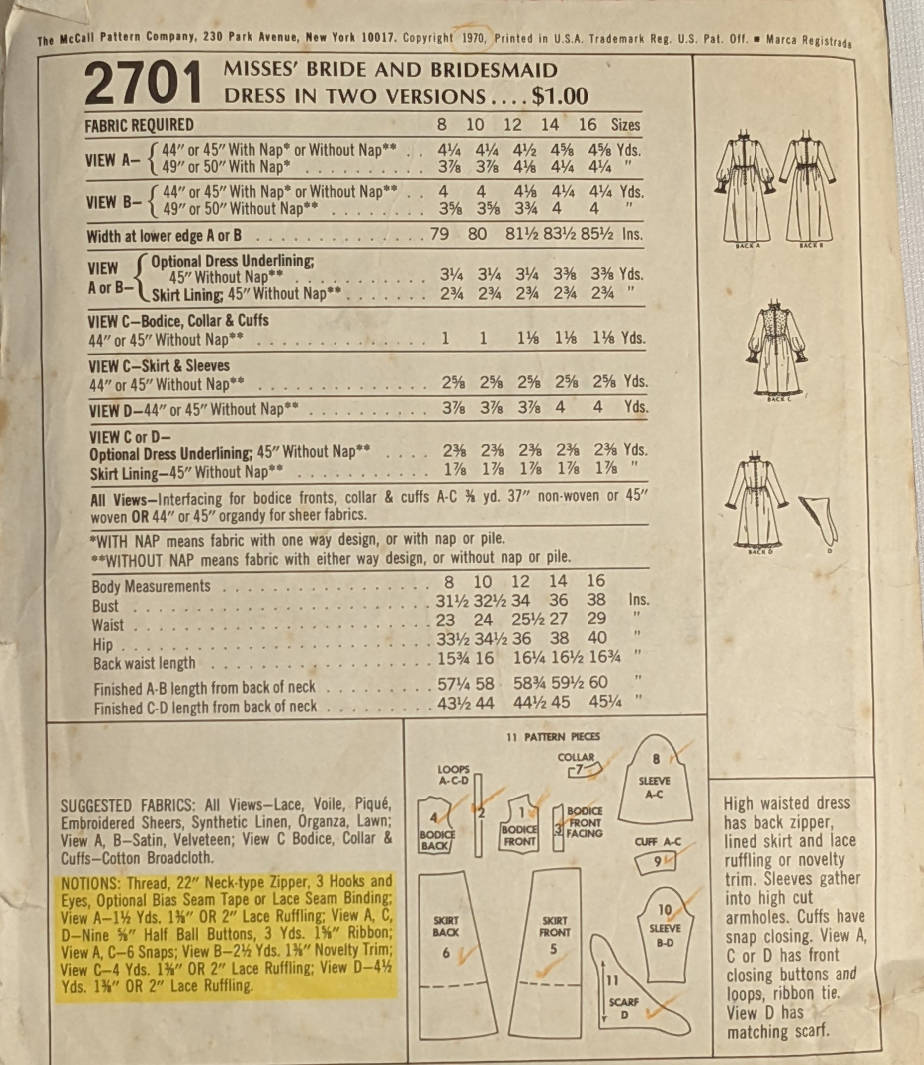 The McCall Pattern Company, 230 Park Avenue, New York 10017. Copyright 1970, Printed in U.S.A. Trademark Reg. U.S. Pat. Off. ▪ Marca Registrada
2701 MISSES' BRIDE AND BRIDESMAID
DRESS IN TWO VERSIONS .... $1.00
FABRIC REQUIRED 8 10 12 14 16 Sizes
VIEW A–
44" or 45" With Nap* or Without Nap** . . 4¼ 4¼ 4½ 4⅝ 4⅝ Yds.
49" or 50" With Nap* . . . . . . . . . . 3⅞ 3⅞ 4⅛ 4¼ 4¼ "
VIEW B–
44" or 45" With Nap* or Without Nap** . . 4 4 4⅛ 4¼ 4¼ Yds.
49" or 50" Without Nap** . . . . . . . . 3⅝ 3⅝ 3¾ 4 4 "
Width at lower edge A or B . . . . . . . . . . . . . . 79 80 81½ 83½ 85½ Ins.
VIEW
A or B–
Optional Dress Underlining;
45" Without Nap** . . . . . . . . . . . 3¼ 3¼ 3¼ 3⅜ 3⅜ Yds.
Skirt Lining; 45" Without Nap** . . . . . . . 2¾ 2¾ 2¾ 2¾ 2¾ "
VIEW C–Bodice, Collar & Cuffs
44" or 45" Without Nap** . . . . . . . . . . . . . 1 1 1⅛ 1⅛ 1⅛ Yds.
VIEW C–Skirt & Sleeves
44" or 45" Without Nap** . . . . . . . . . . . . . 2⅝ 2⅝ 2⅝ 2⅝ 2⅝ Yds.
VIEW D–44" or 45" Without Nap** . . . . . . . . . . 3⅞ 3⅞ 3⅞ 4 4 Yds.
VIEW C or D–
Optional Dress Underlining; 45" Without Nap** . . . . 2⅜ 2⅜ 2⅜ 2⅜ 2⅜ Yds.
Skirt Lining–45" Without Nap** . . . . . . . . . . . 1⅞ 1⅞ 1⅞ 1⅞ 1⅞ "
All Views–Interfacing for bodice fronts, collar & cuffs A-C ⅜ yd. 37" non-woven or 45"
woven OR 44" or 45" organdy for sheer fabrics.
*WITH NAP means fabric with one way design, or with nap or pile.
**WITHOUT NAP means fabric with either way design, or without nap or pile.
Body Measurements . . . . . . . . . . . . . . . . 8 10 12 14 16
Bust . . . . . . . . . . . . . . . . . . . . . . . 31½ 32½ 34 36 38 Ins.
Waist . . . . . . . . . . . . . . . . . . . . . . 23 24 25½ 27 29 "
Hip . . . . . . . . . . . . . . . . . . . . . . . 33½ 34½ 36 38 40 "
Back waist length . . . . . . . . . . . . . . . . . 15¾ 16 16¼ 16½ 16¾ "
Finished A-B length from back of neck . . . . . . . . . 57¼ 58 58¾ 59½ 60 "
Finished C-D length from back of neck . . . . . . . . . 43½ 44 44½ 45 45¼ "
BACK A
BACK B
BACK C
BACK D
D
SUGGESTED FABRICS: All Views–Lace, Voile, Piqué,
Embroidered Sheers, Synthetic Linen, Organza, Lawn;
View A, B–Satin, Velveteen; View C Bodice, Collar &
Cuffs–Cotton Broadcloth.
NOTIONS: Thread, 22" Neck-type Zipper, 3 Hooks and
Eyes, Optional Bias Seam Tape or Lace Seam Binding;
View A–1½ Yds. 1⅜" OR 2" Lace Ruffling; View A, C,
D–Nine ⅝" Half Ball Buttons, 3 Yds. 1⅜" Ribbon;
View A, C–6 Snaps; View B–2½ Yds. 1⅜" Novelty Trim;
View C–4 Yds. 1⅜" OR 2" Lace Ruffling; View D–4½
Yds. 1⅜" OR 2" Lace Ruffling.
11 PATTERN PIECES
LOOPS
A-C-D
2
COLLAR
7
8
SLEEVE
A-C
4
BODICE
BACK
1
BODICE
FRONT
3
BODICE
FRONT
FACING
CUFF A-C
9
SKIRT
BACK
6
SKIRT
FRONT
5
10
SLEEVE
B-D
11
SCARF
D
High waisted dress
has back zipper,
lined skirt and lace
ruffling or novelty
trim. Sleeves gather
into high cut
armholes. Cuffs have
snap closing. View A,
C or D has front
closing buttons and
loops, ribbon tie.
View D has
matching scarf.